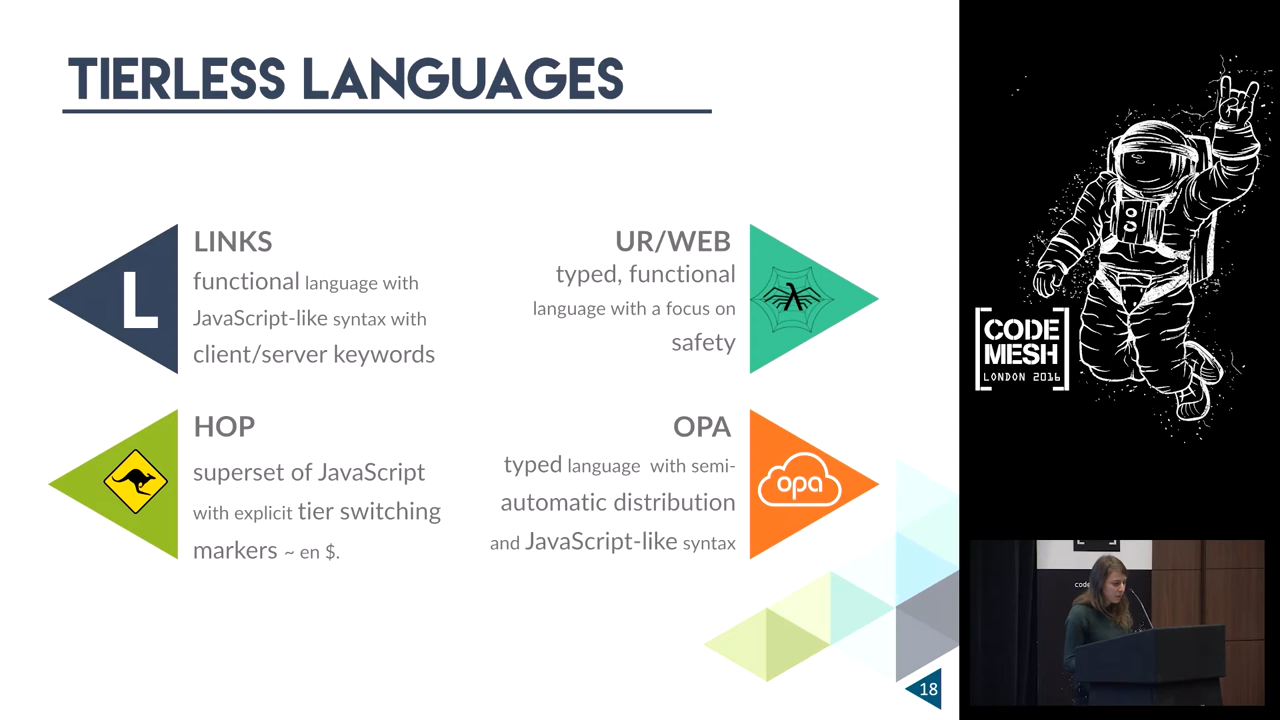 TIERLESS LANGUAGES
L
LINKS
functional language with
JavaScript-like syntax with
client/server keywords
UR/WEB
typed, functional
language with a focus on
safety
λ
HOP
superset of JavaScript
with explicit tier switching
markers ~ en $.
OPA
typed language with semi-
automatic distribution
and JavaScript-like syntax
opa
18
CODE
MESH
LONDON 2016
code